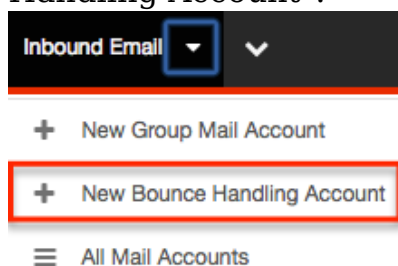 Handling Account".
Inbound Email
New Group Mail Account
New Bounce Handling Account
All Mail Accounts